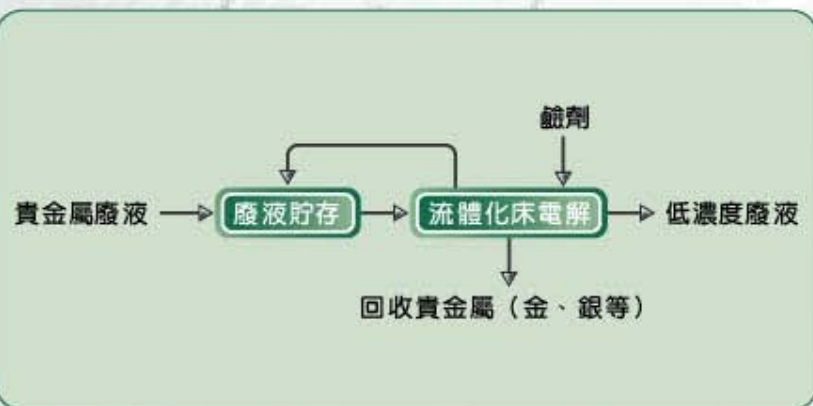 鹼劑
貴金屬廢液
廢液貯存
流體化床電解
低濃度廢液
回收貴金屬（金、銀等）